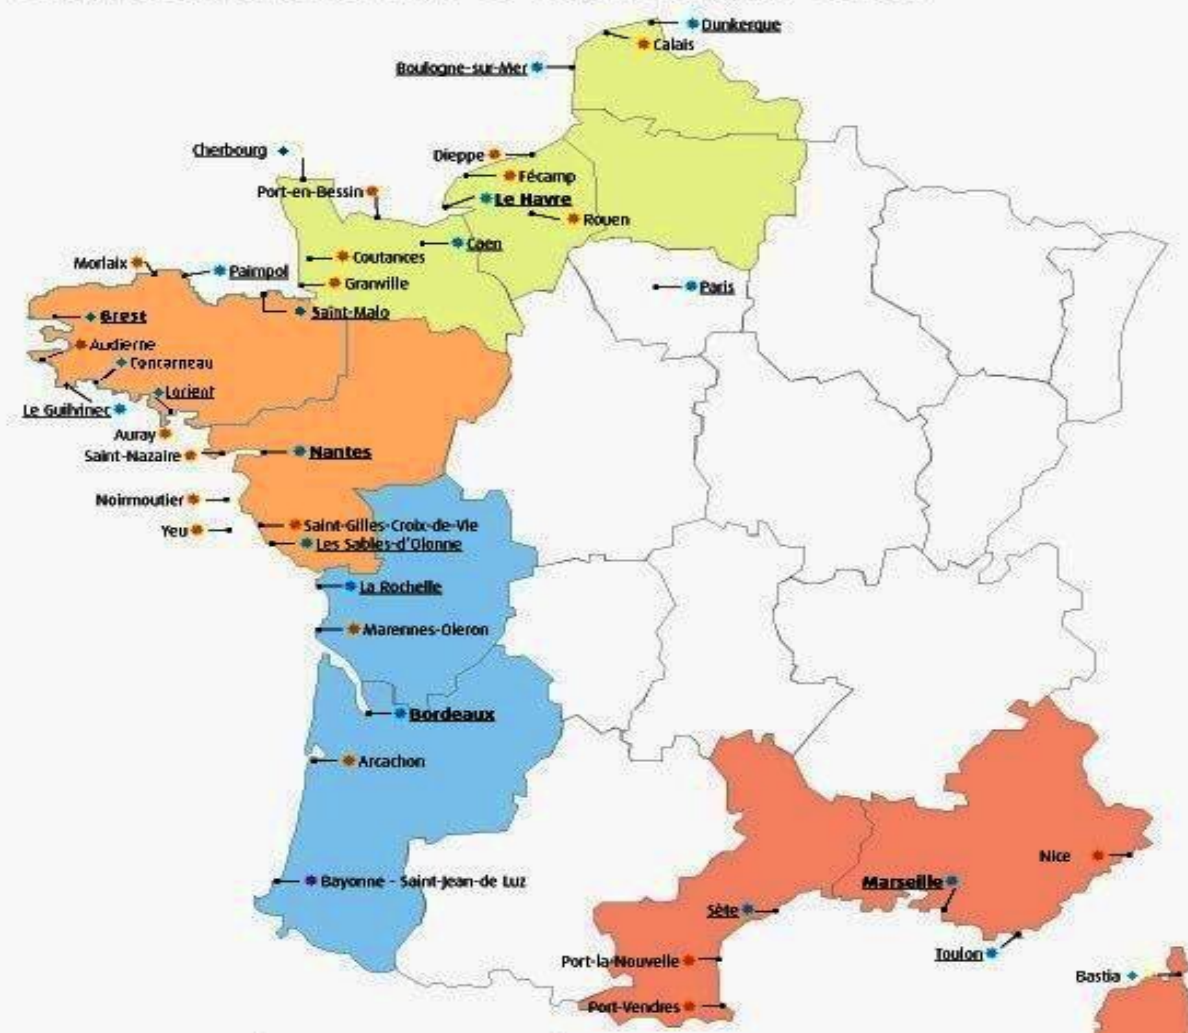 Dunkerque
Calais
Boulogne-sur-Mer
Cherbourg
Dieppe
Fécamp
Port-en-Bessin
Le Havre
Rouen
Caen
Coutances
Morlaix
Paimpol
Granville
Paris
Saint-Malo
Brest
Audierne
Concarneau
Lorient
Le Guilvinec
Auray
Saint-Nazaire
Nantes
Noirmoutier
Yeu
Saint-Gilles-Croix-de-Vie
Les Sables-d'Olonne
La Rochelle
Marennes-Oleron
Bordeaux
Arcachon
Nice
Bayonne - Saint-Jean-de Luz
Marseille
Sète
Toulon
Port-la-Nouvelle
Bastia
Port-Vendres